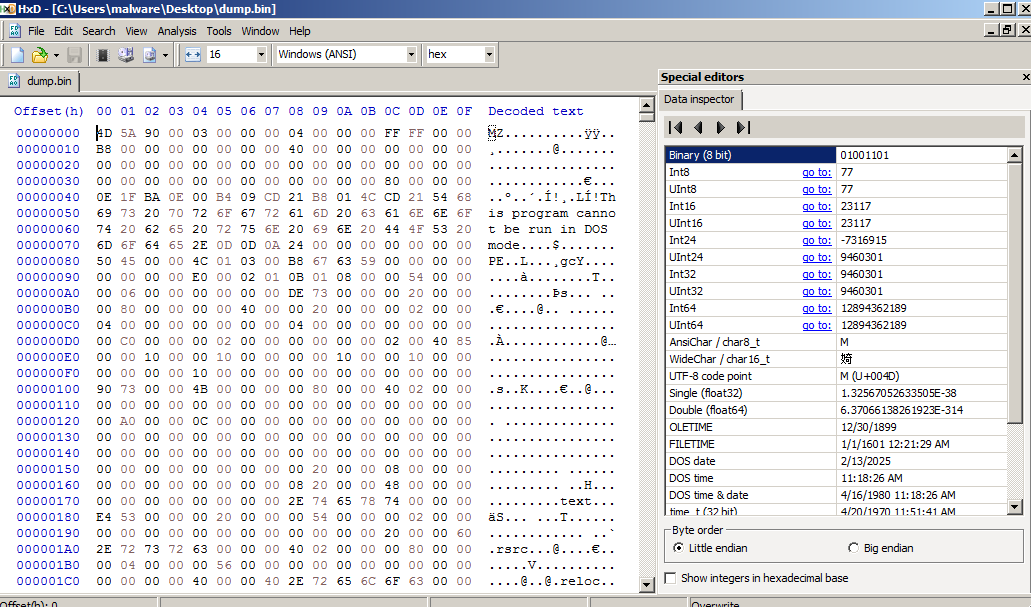 HxD - [C:\Users\malware\Desktop\dump.bin]
File Edit Search View Analysis Tools Window Help
16 Windows (ANSI) hex
dump.bin
Offset(h) 00 01 02 03 04 05 06 07 08 09 0A 0B 0C 0D 0E 0F Decoded text
00000000 4D 5A 90 00 03 00 00 00 04 00 00 00 FF FF 00 00 MZ..........ÿÿ..
00000010 B8 00 00 00 00 00 00 00 40 00 00 00 00 00 00 00 ¸.......@.......
00000020 00 00 00 00 00 00 00 00 00 00 00 00 00 00 00 00 ................
00000030 00 00 00 00 00 00 00 00 00 00 00 00 80 00 00 00 ............€...
00000040 0E 1F BA 0E 00 B4 09 CD 21 B8 01 4C CD 21 54 68 ..º..´.Í!¸.LÍ!Th
00000050 69 73 20 70 72 6F 67 72 61 6D 20 63 61 6E 6E 6F is program canno
00000060 74 20 62 65 20 72 75 6E 20 69 6E 20 44 4F 53 20 t be run in DOS
00000070 6D 6F 64 65 2E 0D 0D 0A 24 00 00 00 00 00 00 00 mode....$.......
00000080 50 45 00 00 4C 01 03 00 B8 67 63 59 00 00 00 00 PE..L...¸gcY....
00000090 00 00 00 00 E0 00 02 01 0B 01 08 00 00 54 00 00 ....à........T..
000000A0 00 06 00 00 00 00 00 00 DE 73 00 00 00 20 00 00 ........Þs... ..
000000B0 00 80 00 00 00 00 40 00 00 20 00 00 00 02 00 00 .€....@.. ......
000000C0 04 00 00 00 00 00 00 00 04 00 00 00 00 00 00 00 ................
000000D0 00 C0 00 00 00 02 00 00 00 00 00 00 02 00 40 85 .À............@…
000000E0 00 00 10 00 00 10 00 00 00 00 10 00 00 10 00 00 ................
000000F0 00 00 00 00 10 00 00 00 00 00 00 00 00 00 00 00 ................
00000100 90 73 00 00 4B 00 00 00 00 80 00 00 40 02 00 00 .s..K....€..@...
00000110 00 00 00 00 00 00 00 00 00 00 00 00 00 00 00 00 ................
00000120 00 A0 00 00 0C 00 00 00 00 00 00 00 00 00 00 00 . ..............
00000130 00 00 00 00 00 00 00 00 00 00 00 00 00 00 00 00 ................
00000140 00 00 00 00 00 00 00 00 00 00 00 00 00 00 00 00 ................
00000150 00 00 00 00 00 00 00 00 00 20 00 00 08 00 00 00 ......... ......
00000160 00 00 00 00 00 00 00 00 08 20 00 00 48 00 00 00 ......... ..H...
00000170 00 00 00 00 00 00 00 00 2E 74 65 78 74 00 00 00 .........text...
00000180 E4 53 00 00 00 20 00 00 00 54 00 00 00 02 00 00 äS... ...T......
00000190 00 00 00 00 00 00 00 00 00 00 00 00 20 00 00 60 ............ ..`
000001A0 2E 72 73 72 63 00 00 00 40 02 00 00 00 80 00 00 .rsrc...@....€..
000001B0 00 04 00 00 00 56 00 00 00 00 00 00 00 00 00 00 .....V..........
000001C0 00 00 00 00 40 00 00 40 2E 72 65 6C 6F 63 00 00 ....@..@.reloc..
Special editors
Data inspector
Binary (8 bit) 01001101
Int8 go to: 77
UInt8 go to: 77
Int16 go to: 23117
UInt16 go to: 23117
Int24 go to: -7316915
UInt24 go to: 9460301
Int32 go to: 9460301
UInt32 go to: 9460301
Int64 go to: 12894362189
UInt64 go to: 12894362189
AnsiChar / char8_t M
WideChar / char16_t 婍
UTF-8 code point M (U+004D)
Single (float32) 1.32567052633505E-38
Double (float64) 6.37066138261923E-314
OLETIME 12/30/1899
FILETIME 1/1/1601 12:21:29 AM
DOS date 2/13/2025
DOS time 11:18:26 AM
DOS time & date 4/16/1980 11:18:26 AM
time_t (32 bit) 4/20/1970 11:51:41 AM
Byte order
Little endian Big endian
Show integers in hexadecimal base
Offset(h): 0 Overwrite